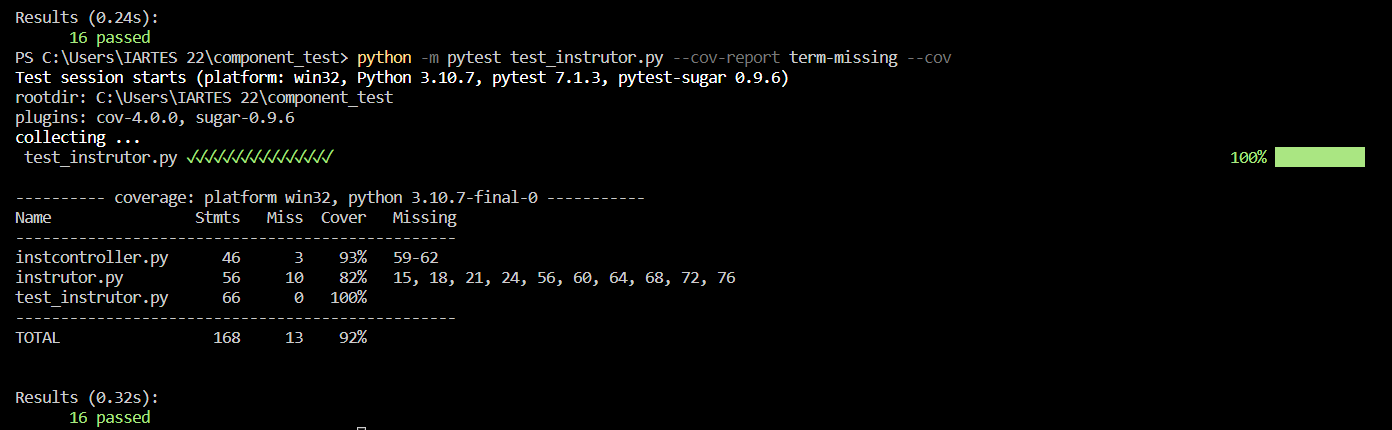 Results (0.24s):
16 passed
PS C:\Users\IARTES 22\component_test> python -m pytest test_instrutor.py --cov-report term-missing --cov
Test session starts (platform: win32, Python 3.10.7, pytest 7.1.3, pytest-sugar 0.9.6)
rootdir: C:\Users\IARTES 22\component_test
plugins: cov-4.0.0, sugar-0.9.6
collecting ...
test_instrutor.py ✓✓✓✓✓✓✓✓✓✓✓✓✓✓✓✓ 100%
---------- coverage: platform win32, python 3.10.7-final-0 -----------
Name Stmts Miss Cover Missing
-------------------------------------------------
instcontroller.py 46 3 93% 59-62
instrutor.py 56 10 82% 15, 18, 21, 24, 56, 60, 64, 68, 72, 76
test_instrutor.py 66 0 100%
-------------------------------------------------
TOTAL 168 13 92%
Results (0.32s):
16 passed